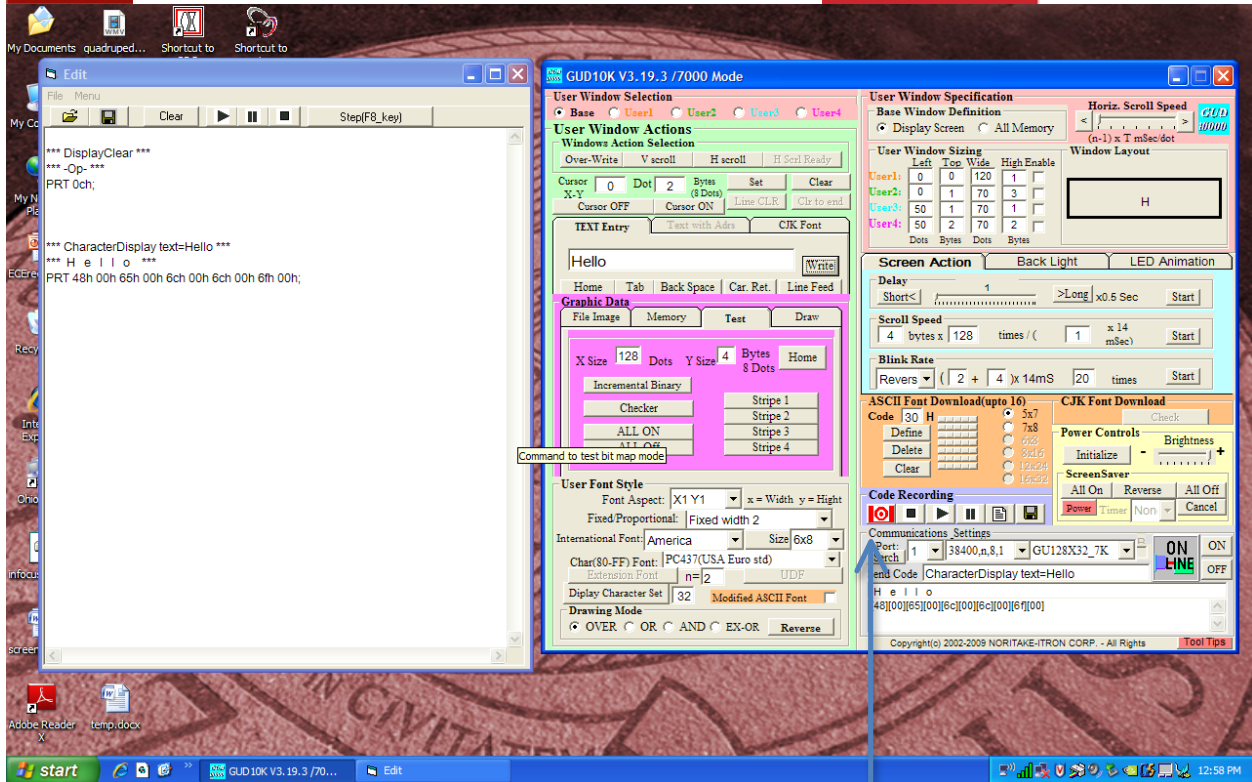 My Documents quadruped... Shortcut to Shortcut to
Edit
File Menu
Clear Step(F8_key)
*** DisplayClear ***
*** -Op- ***
PRT 0ch;
*** CharacterDisplay text=Hello ***
*** H e l l o ***
PRT 48h 00h 65h 00h 6ch 00h 6ch 00h 6fh 00h;
GUD10K V3.19.3 /7000 Mode
User Window Selection
Base User1 User2 User3 User4
User Window Actions
Windows Action Selection
Over-Write V scroll H scroll H Scrl Ready
Cursor X-Y 0 Dot 2 Bytes (8 Dots) Set Clear
Cursor OFF Cursor ON Line CLR Clr to end
TEXT Entry Text with Adrs CJK Font
Hello Write
Home Tab Back Space Car. Ret. Line Feed
Graphic Data
File Image Memory Test Draw
X Size 128 Dots Y Size 4 Bytes 8 Dots Home
Incremental Binary
Checker
ALL ON
ALL Off
Stripe 1
Stripe 2
Stripe 3
Stripe 4
Command to test bit map mode
User Font Style
Font Aspect: X1 Y1 x = Width y = Hight
Fixed/Proportional: Fixed width 2
International Font: America Size 6x8
Char(80-FF) Font: PC437(USA Euro std)
Extension Font n= 2 UDF
Diplay Character Set 32 Modified ASCII Font
Drawing Mode
OVER OR AND EX-OR Reverse
User Window Specification
Base Window Definition
Display Screen All Memory
Horiz. Scroll Speed
< >
(n-1) x T mSec/dot
GUD
10000
User Window Sizing
Left Top Wide High Enable
User1: 0 0 120 1
User2: 0 1 70 3
User3: 50 1 70 1
User4: 50 2 70 2
Dots Bytes Dots Bytes
Window Layout
H
Screen Action Back Light LED Animation
Delay
Short< 1 >Long x0.5 Sec Start
Scroll Speed
4 bytes x 128 times / ( 1 x 14 mSec) Start
Blink Rate
Revers ( 2 + 4 )x 14mS 20 times Start
ASCII Font Download(upto 16)
Code 30 H
Define
Delete
Clear
5x7
7x8
6x8
8x16
12x24
16x32
CJK Font Download
Check
Power Controls
Initialize Brightness - +
ScreenSaver
All On Reverse All Off
Power Timer Non Cancel
Code Recording
Communications Settings
Port: 1 38400,n,8,1 GU128X32_7K ON LINE ON
OFF
end Code CharacterDisplay text=Hello
H e l l o
48][00][65][00][6c][00][6c][00][6f][00]
Copyright(c) 2002-2009 NORITAKE-ITRON CORP. - All Rights Tool Tips
Adobe Reader X temp.docx
start GUD10K V3.19.3 /70... Edit 12:58 PM